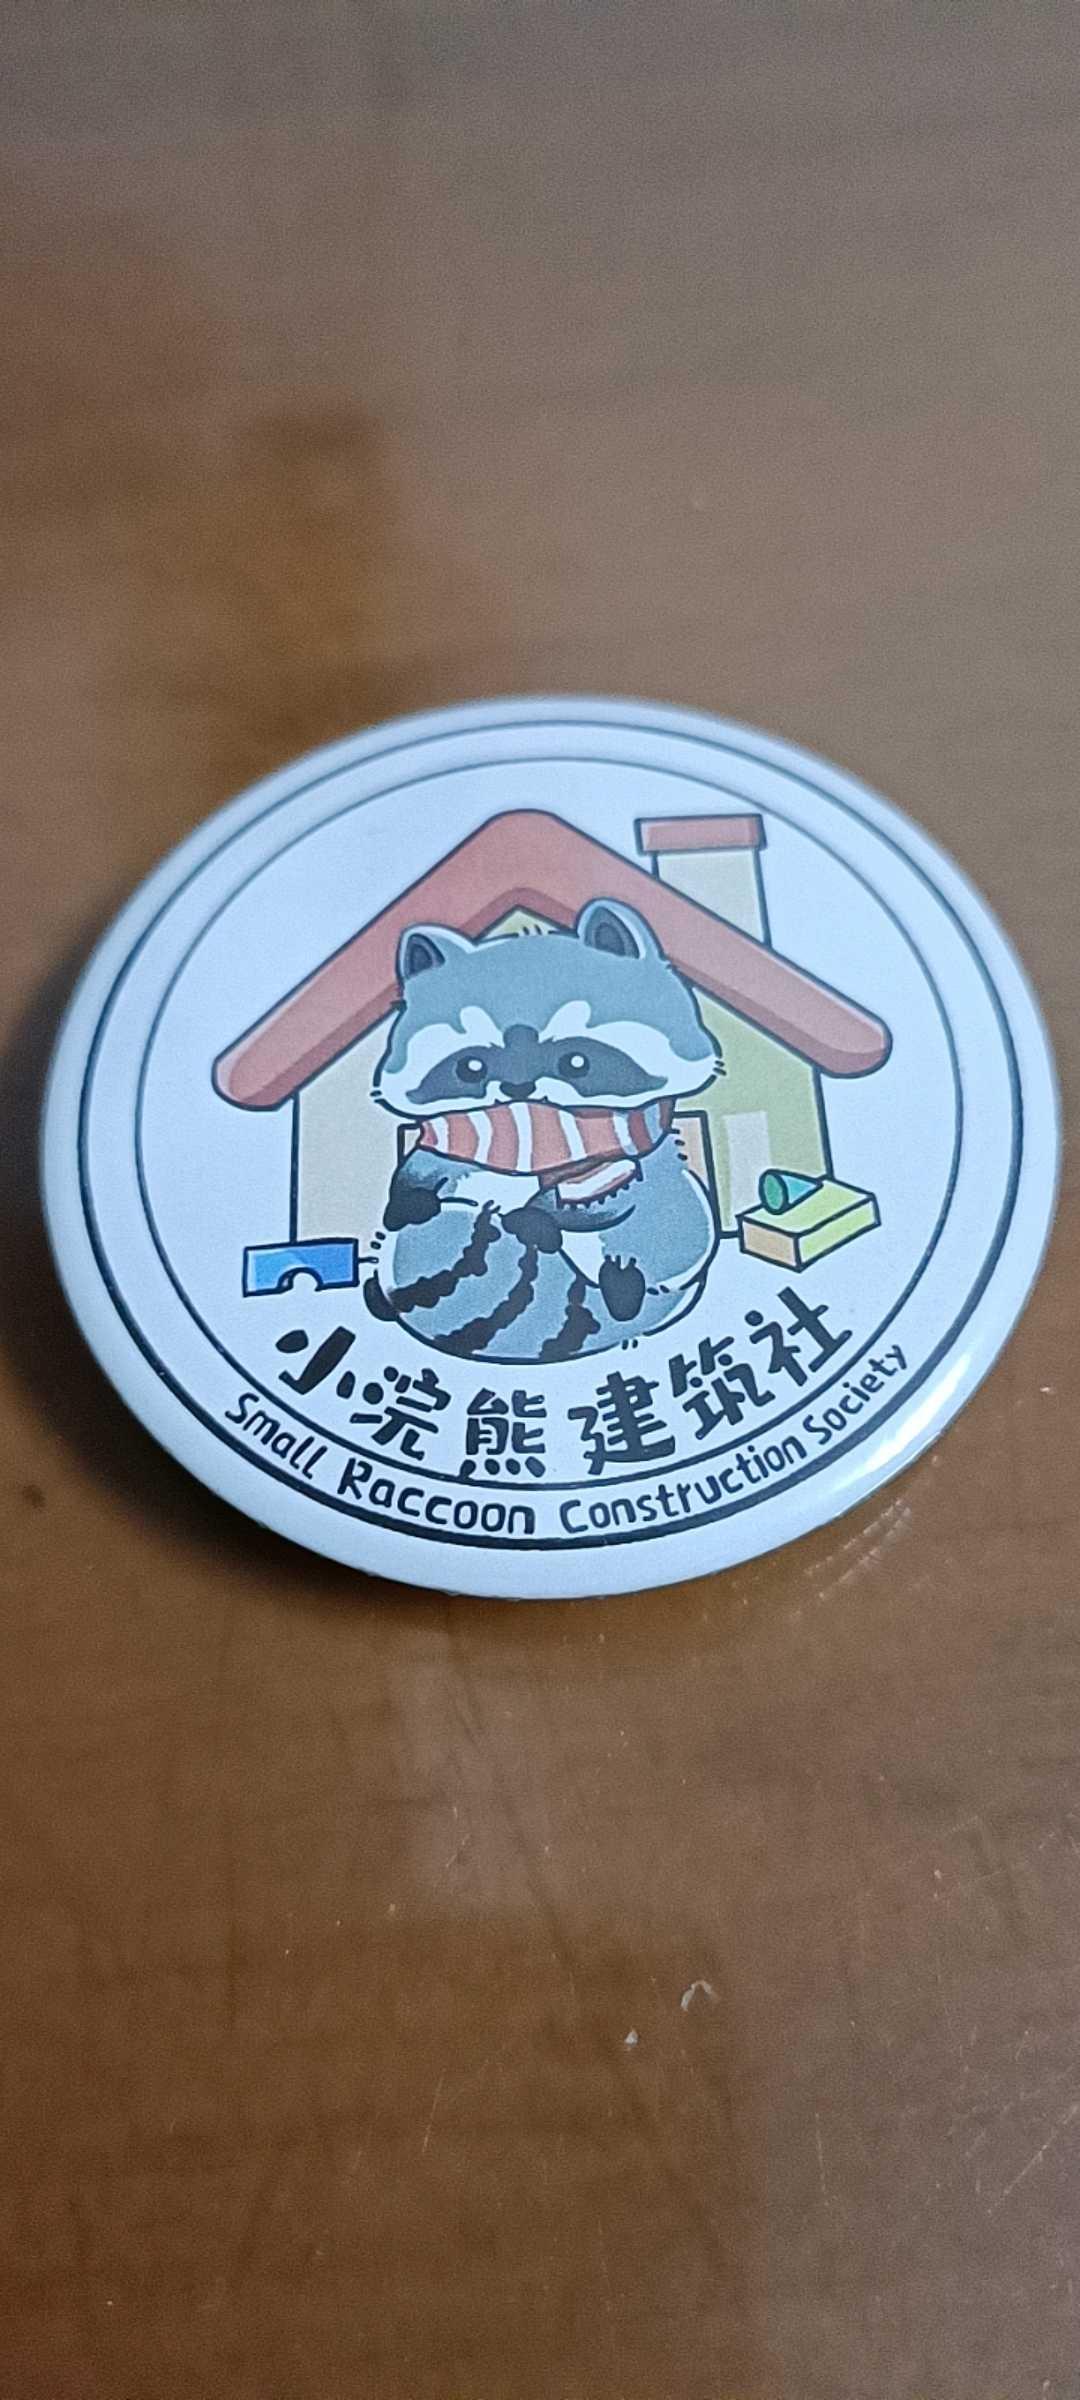 小浣熊建筑社
Small Raccoon Construction Society